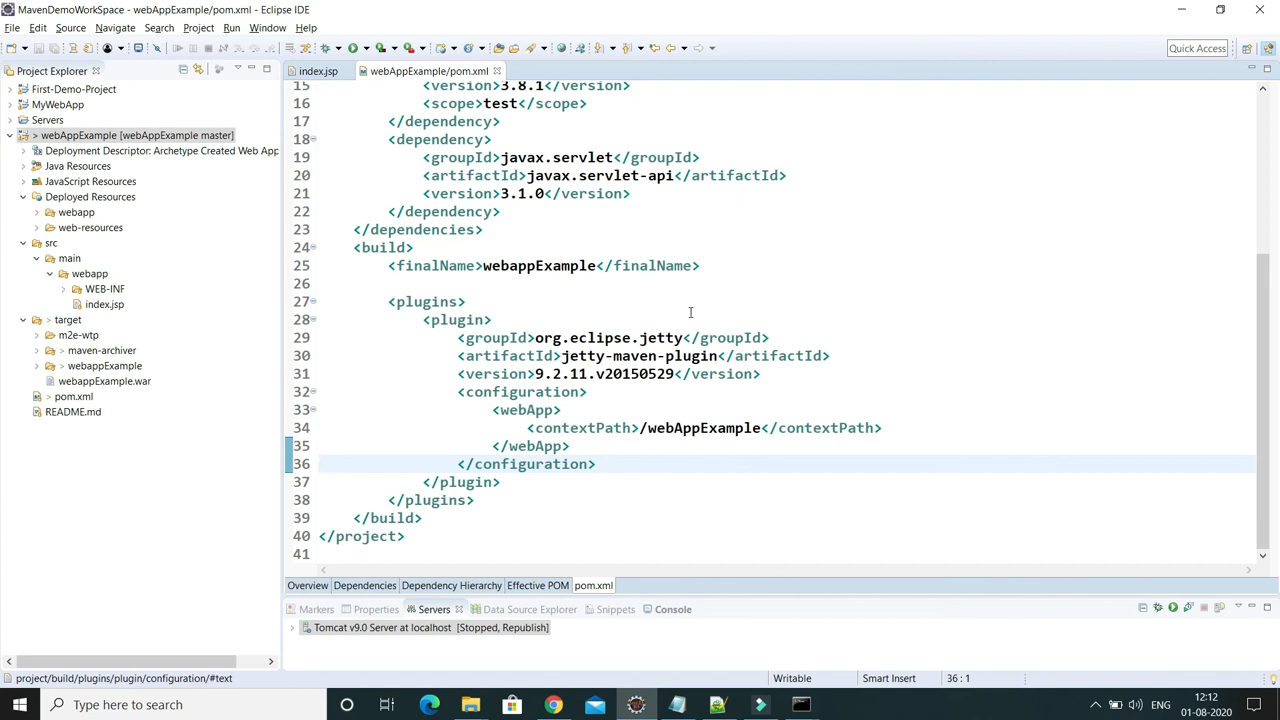 MavenDemoWorkSpace - webAppExample/pom.xml - Eclipse IDE
File Edit Source Navigate Search Project Run Window Help
Quick Access
Project Explorer
First-Demo-Project
MyWebApp
Servers
> webAppExample [webAppExample master]
Deployment Descriptor: Archetype Created Web App
Java Resources
JavaScript Resources
Deployed Resources
webapp
web-resources
src
main
webapp
WEB-INF
index.jsp
> target
m2e-wtp
> maven-archiver
> webappExample
webappExample.war
> pom.xml
README.md
index.jsp
webAppExample/pom.xml
15 <version>3.8.1</version>
16 <scope>test</scope>
17 </dependency>
18 <dependency>
19 <groupId>javax.servlet</groupId>
20 <artifactId>javax.servlet-api</artifactId>
21 <version>3.1.0</version>
22 </dependency>
23 </dependencies>
24 <build>
25 <finalName>webappExample</finalName>
26
27 <plugins>
28 <plugin>
29 <groupId>org.eclipse.jetty</groupId>
30 <artifactId>jetty-maven-plugin</artifactId>
31 <version>9.2.11.v20150529</version>
32 <configuration>
33 <webApp>
34 <contextPath>/webAppExample</contextPath>
35 </webApp>
36 </configuration>
37 </plugin>
38 </plugins>
39 </build>
40 </project>
41
Overview Dependencies Dependency Hierarchy Effective POM pom.xml
Markers Properties Servers Data Source Explorer Snippets Console
Tomcat v9.0 Server at localhost [Stopped, Republish]
project/build/plugins/plugin/configuration/#text
Writable
Smart Insert
36 : 1
Type here to search
ENG
12:12
01-08-2020